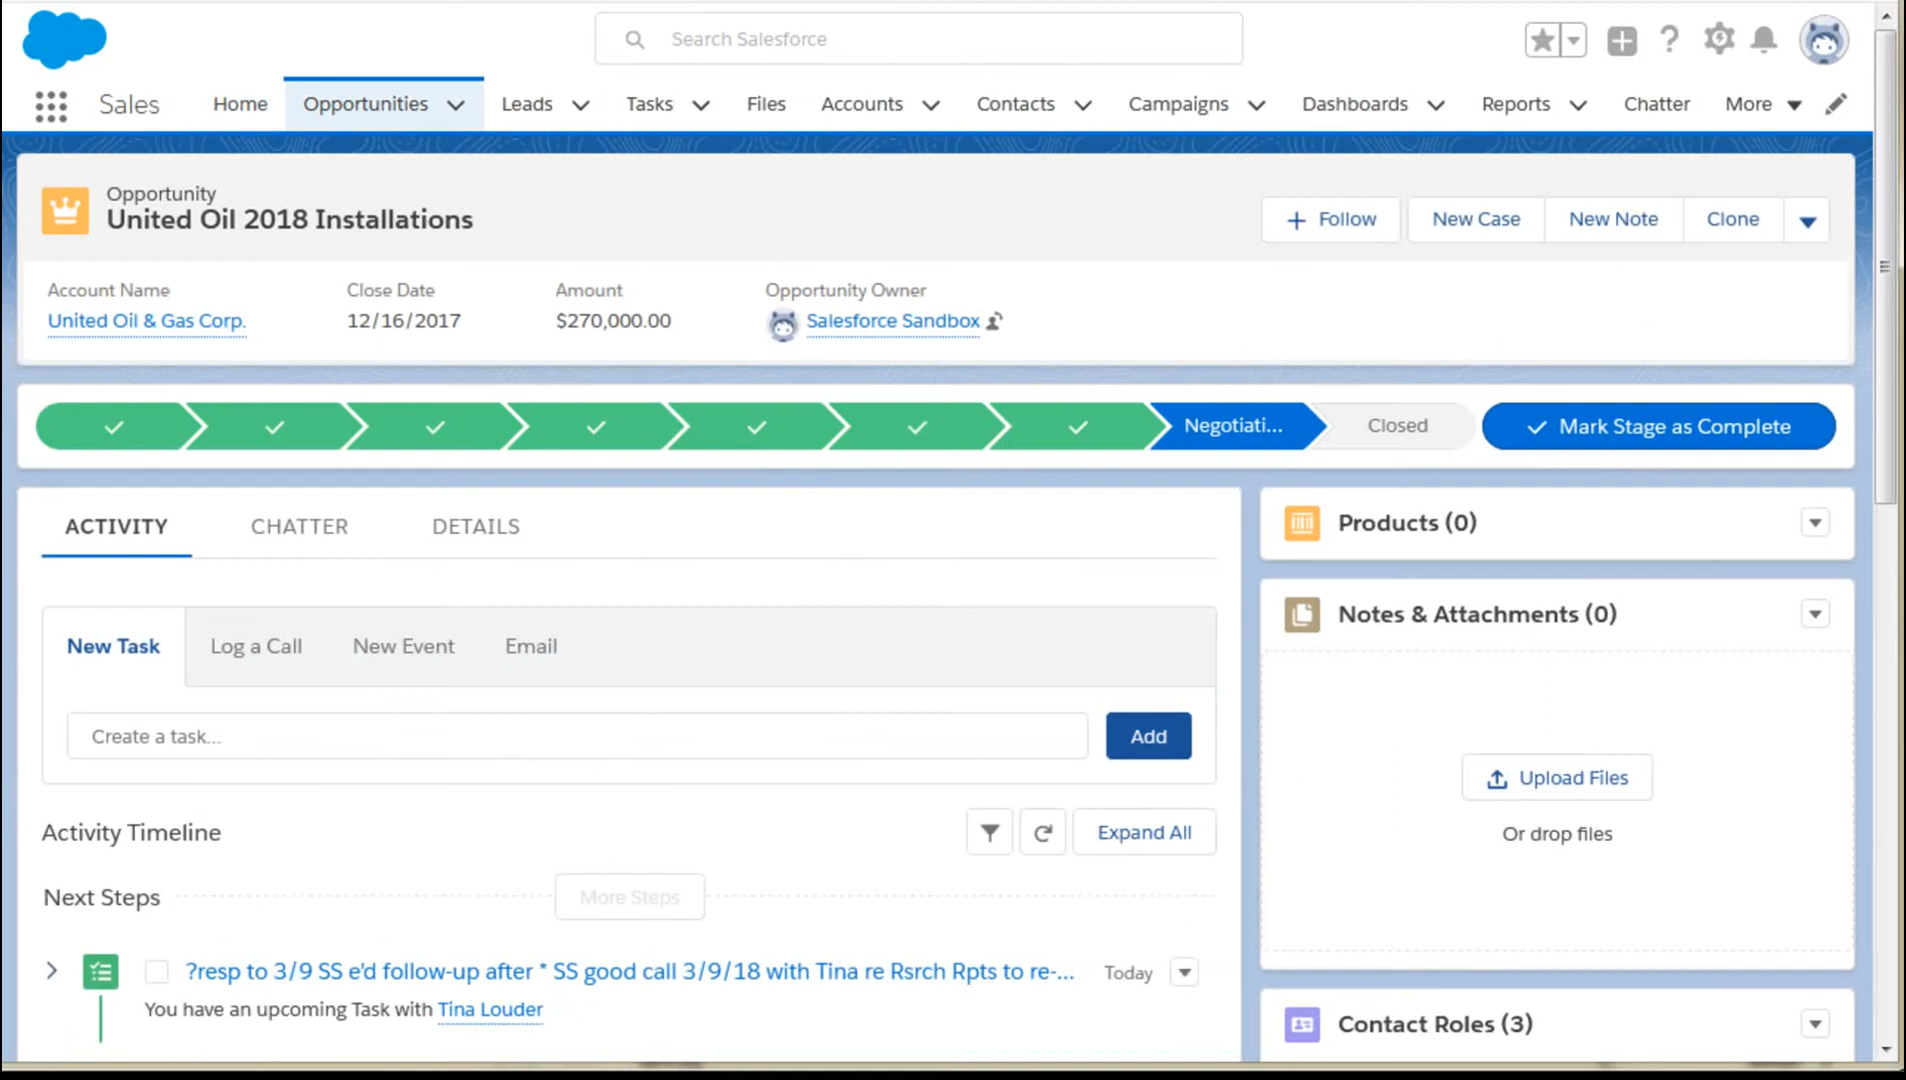 Search Salesforce
Sales
Home
Opportunities
Leads
Tasks
Files
Accounts
Contacts
Campaigns
Dashboards
Reports
Chatter
More
Opportunity
United Oil 2018 Installations
Follow
New Case
New Note
Clone
Account Name
Close Date
Amount
Opportunity Owner
United Oil & Gas Corp.
12/16/2017
$270,000.00
Salesforce Sandbox
Negotiati...
Closed
Mark Stage as Complete
ACTIVITY
CHATTER
DETAILS
New Task
Log a Call
New Event
Email
Create a task...
Add
Activity Timeline
Expand All
Next Steps
More Steps
?resp to 3/9 SS e'd follow-up after * SS good call 3/9/18 with Tina re Rsrch Rpts to re-...
Today
You have an upcoming Task with Tina Louder
Products (0)
Notes & Attachments (0)
Upload Files
Or drop files
Contact Roles (3)